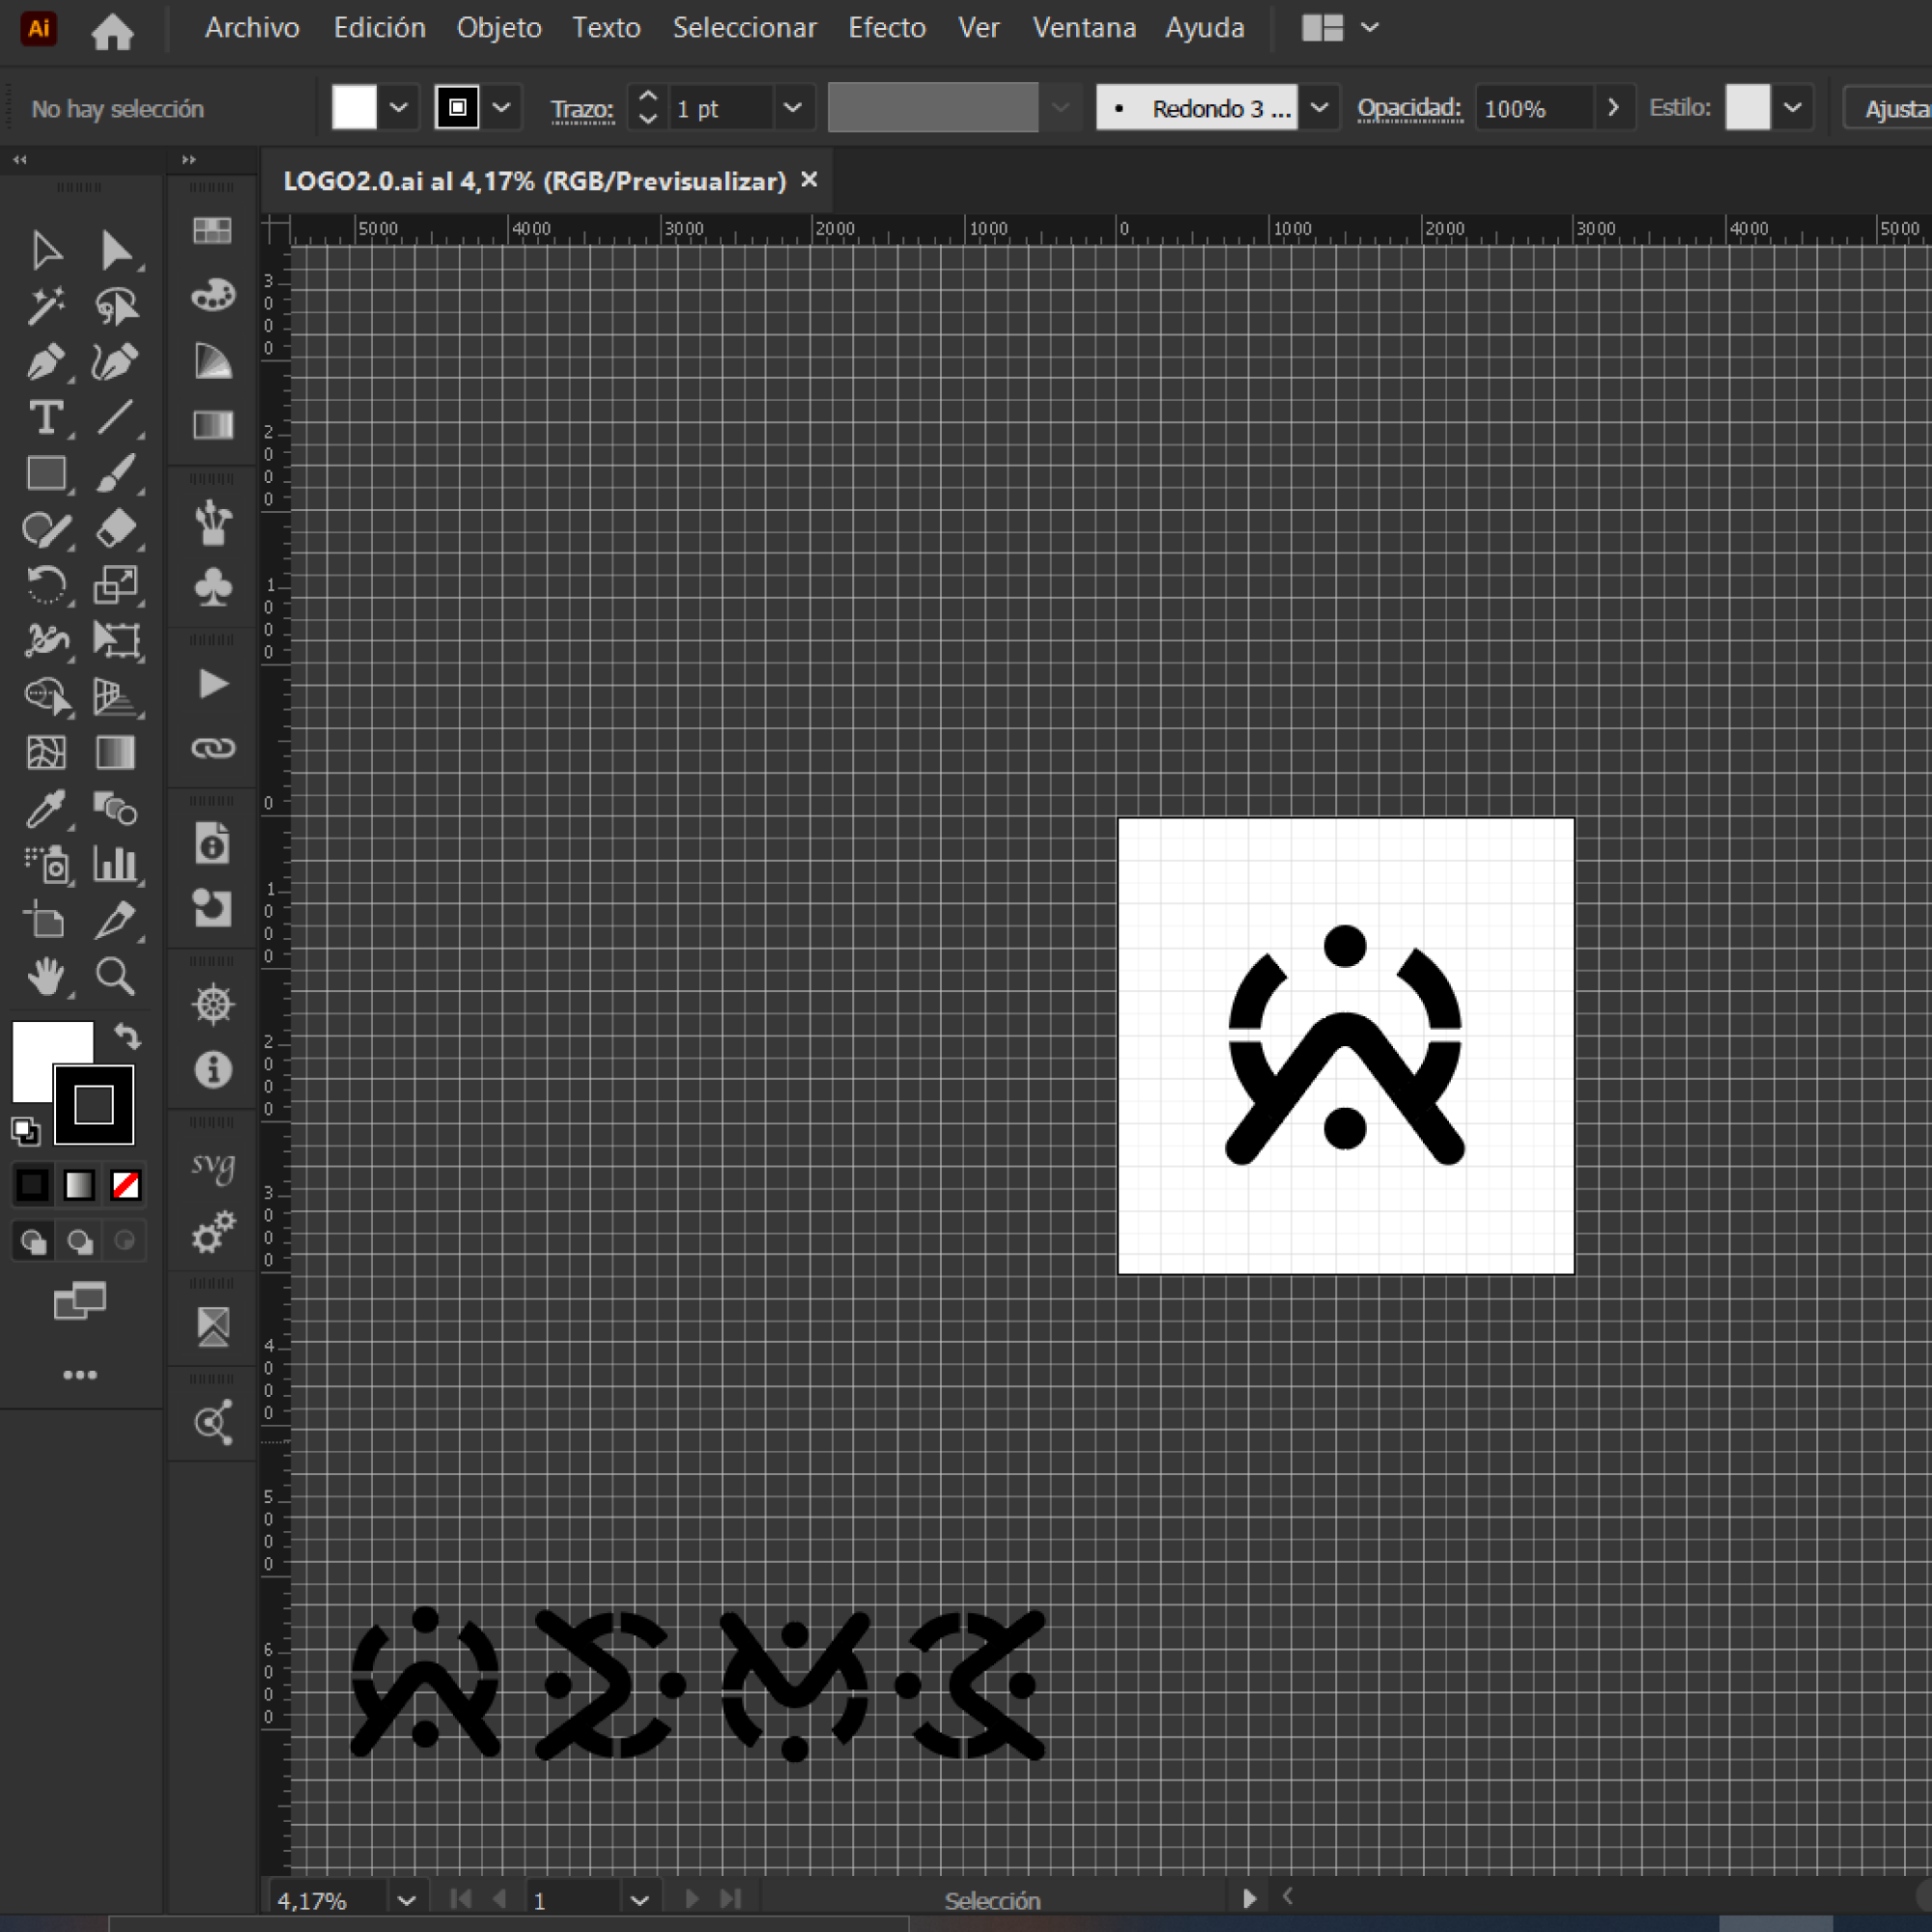 Ai Archivo Edición Objeto Texto Seleccionar Efecto Ver Ventana Ayuda
No hay selección Trazo: 1 pt Redondo 3 ... Opacidad: 100% Estilo: Ajusta
LOGO2.0.ai al 4,17% (RGB/Previsualizar) ×
5000 4000 3000 2000 1000 0 1000 2000 3000 4000 5000
3000
2000
1000
0
1000
2000
3000
4000
5000
6000
svg
4,17% 1 Selección